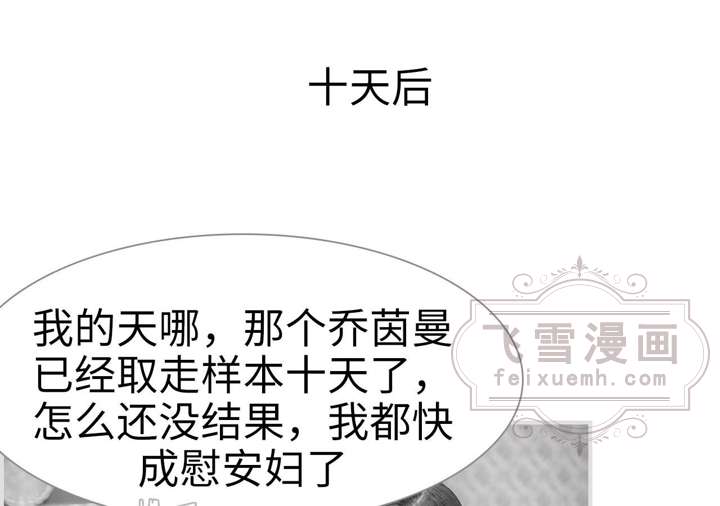 十天后
我的天哪，那个乔茵曼
已经取走样本十天了，
怎么还没结果，我都快
成慰安妇了
飞雪漫画
feixuemh.com